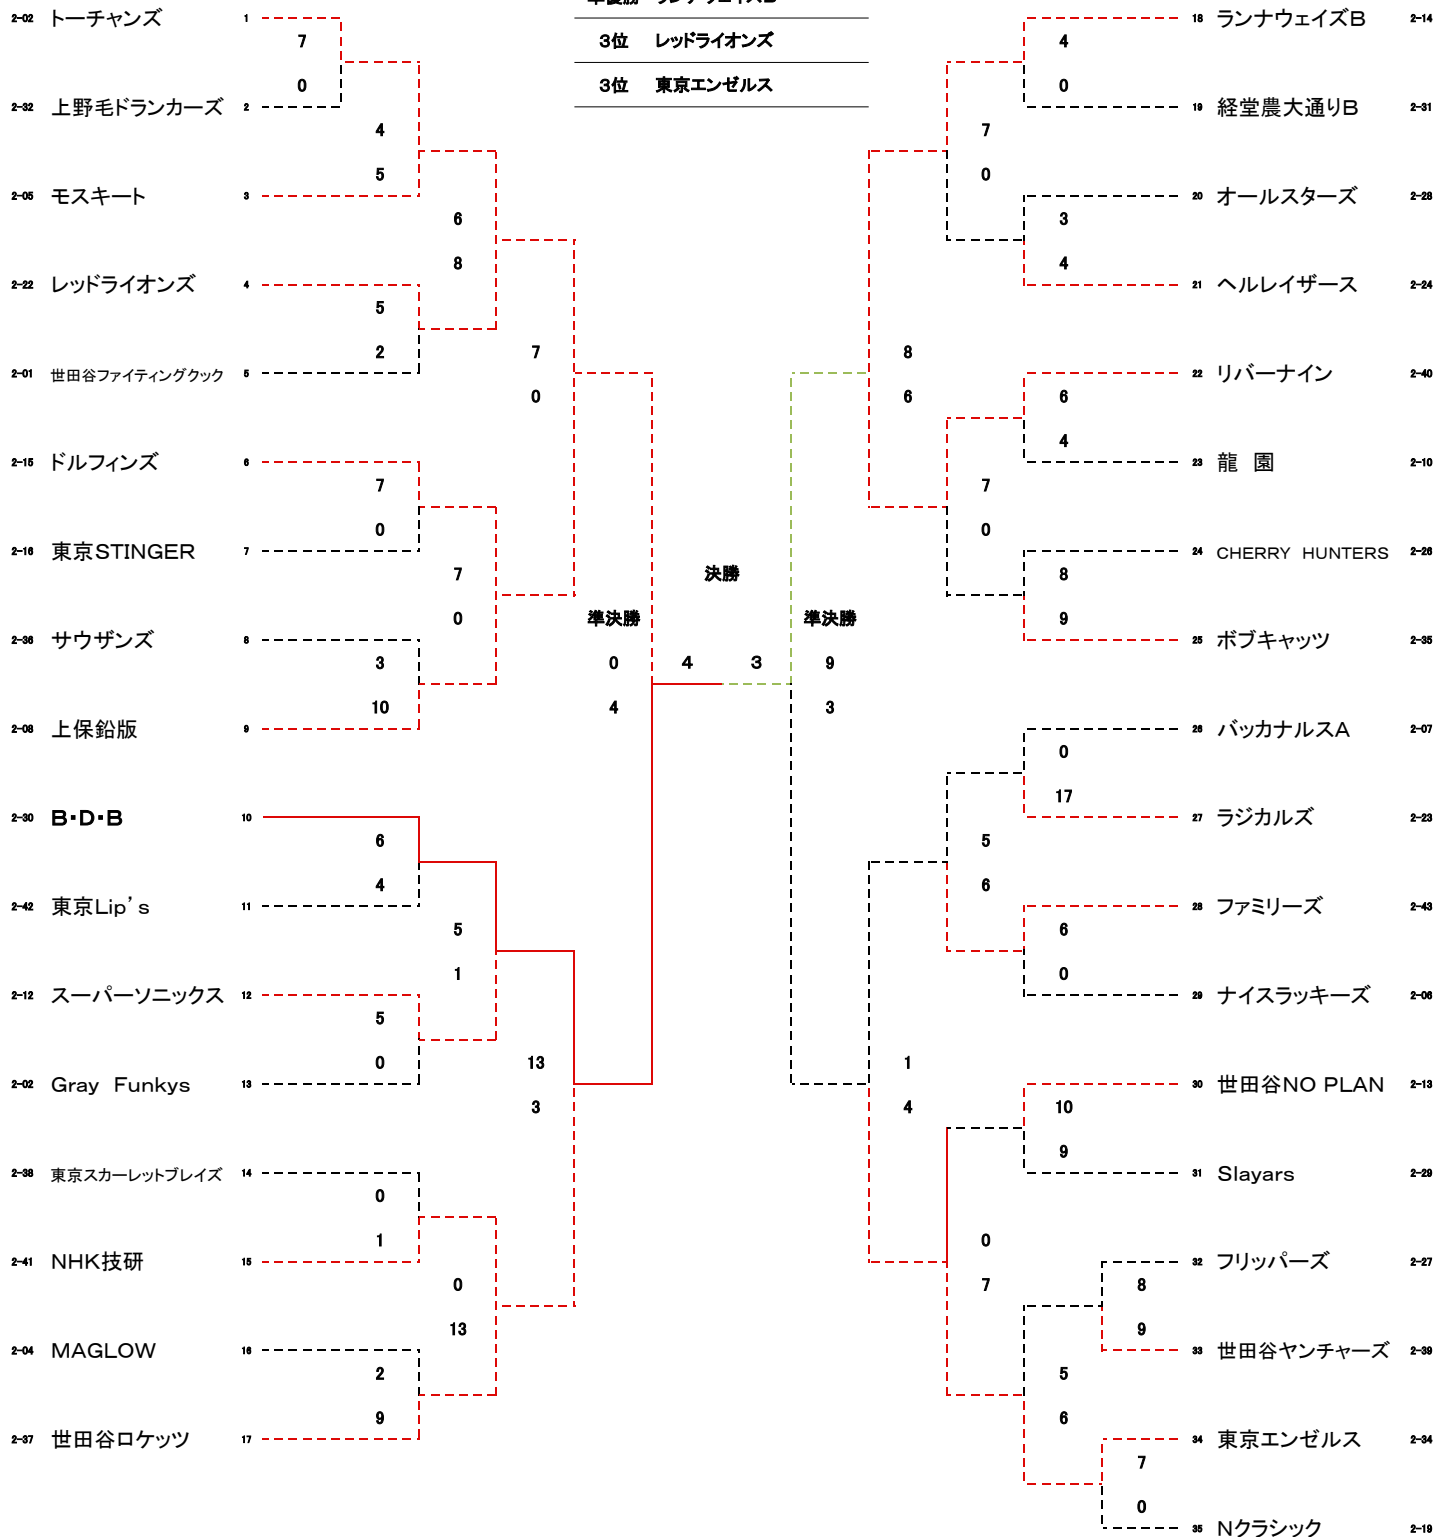 準優勝 ランナウェイズB
3位 レッドライオンズ
3位 東京エンゼルス
2-02 トーチャンズ 1
7
0
2-32 上野毛ドランカーズ 2
4
5
2-05 モスキート 3
6
8
2-22 レッドライオンズ 4
5
2
2-01 世田谷ファイティングクック 5
7
0
2-15 ドルフィンズ 6
7
0
2-16 東京STINGER 7
7
0
2-36 サウザンズ 8
3
10
2-08 上保鉛版 9
準決勝
0
4
2-30 B・D・B 10
6
4
2-42 東京Lip's 11
5
1
2-12 スーパーソニックス 12
5
0
2-02 Gray Funkys 13
13
3
2-38 東京スカーレットブレイズ 14
0
1
2-41 NHK技研 15
0
13
2-04 MAGLOW 16
2
9
2-37 世田谷ロケッツ 17
決勝
4 3
18 ランナウェイズB 2-14
4
0
19 経堂農大通りB 2-31
7
0
20 オールスターズ 2-28
3
4
21 ヘルレイザース 2-24
8
6
22 リバーナイン 2-40
6
4
23 龍 園 2-10
7
0
24 CHERRY HUNTERS 2-26
8
9
25 ボブキャッツ 2-35
準決勝
9
3
26 バッカナルスA 2-07
0
17
27 ラジカルズ 2-23
5
6
28 ファミリーズ 2-43
6
0
29 ナイスラッキーズ 2-06
1
4
30 世田谷NO PLAN 2-13
10
9
31 Slayars 2-29
0
7
32 フリッパーズ 2-27
8
9
33 世田谷ヤンチャーズ 2-39
5
6
34 東京エンゼルス 2-34
7
0
35 Nクラシック 2-19